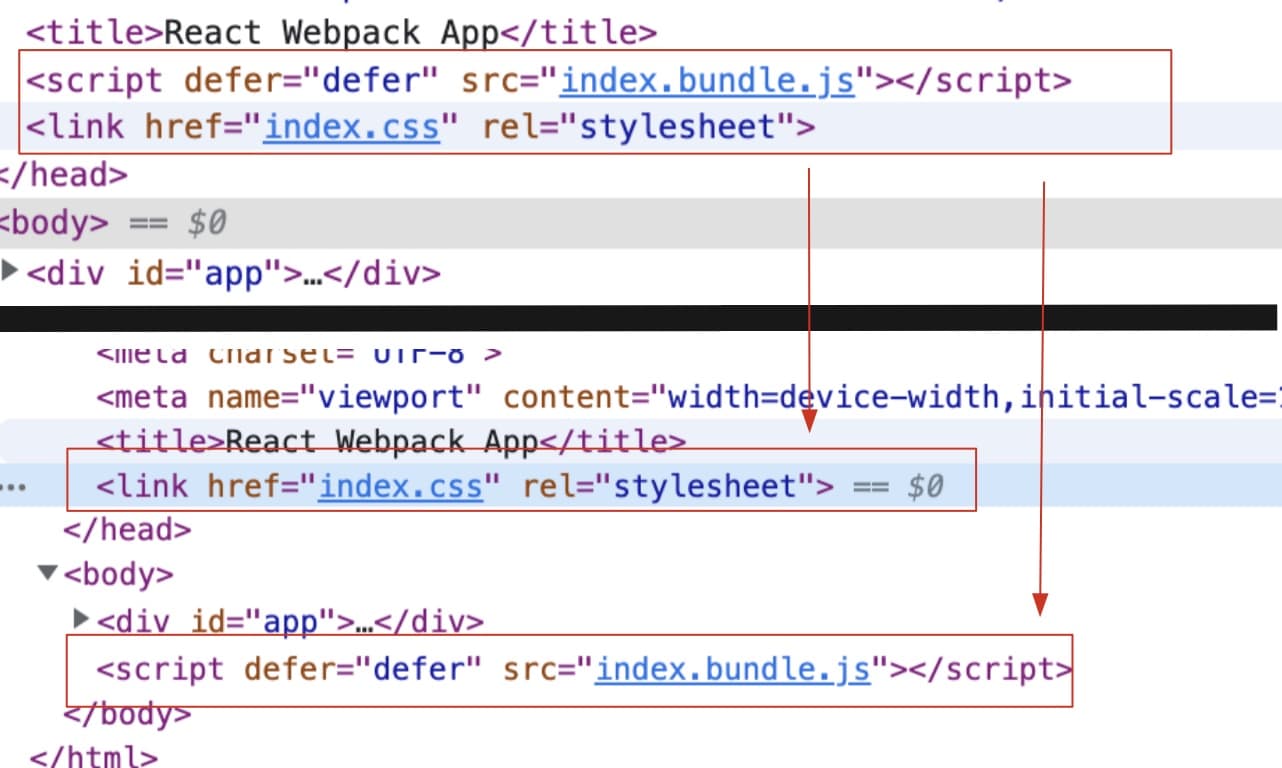 <title>React Webpack App</title>
<script defer="defer" src="index.bundle.js"></script>
<link href="index.css" rel="stylesheet">
</head>
<body> == $0
▶<div id="app">…</div>
<meta charset="UTF-8">
<meta name="viewport" content="width=device-width,initial-scale=
<title>React Webpack App</title>
... <link href="index.css" rel="stylesheet"> == $0
</head>
▼<body>
▶<div id="app">…</div>
<script defer="defer" src="index.bundle.js"></script>
</body>
</html>